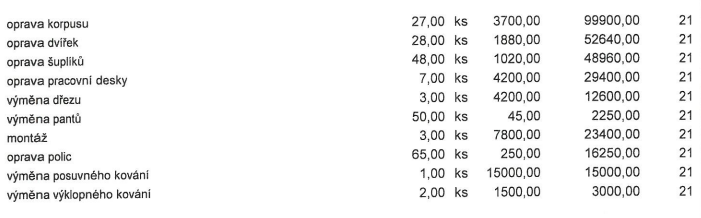 oprava korpusu 27,00 ks 3700,00 99900,00 21
oprava dvířek 28,00 ks 1880,00 52640,00 21
oprava šuplíků 48,00 ks 1020,00 48960,00 21
oprava pracovní desky 7,00 ks 4200,00 29400,00 21
výměna dřezu 3,00 ks 4200,00 12600,00 21
výměna pantů 50,00 ks 45,00 2250,00 21
montáž 3,00 ks 7800,00 23400,00 21
oprava polic 65,00 ks 250,00 16250,00 21
výměna posuvného kování 1,00 ks 15000,00 15000,00 21
výměna výklopného kování 2,00 ks 1500,00 3000,00 21